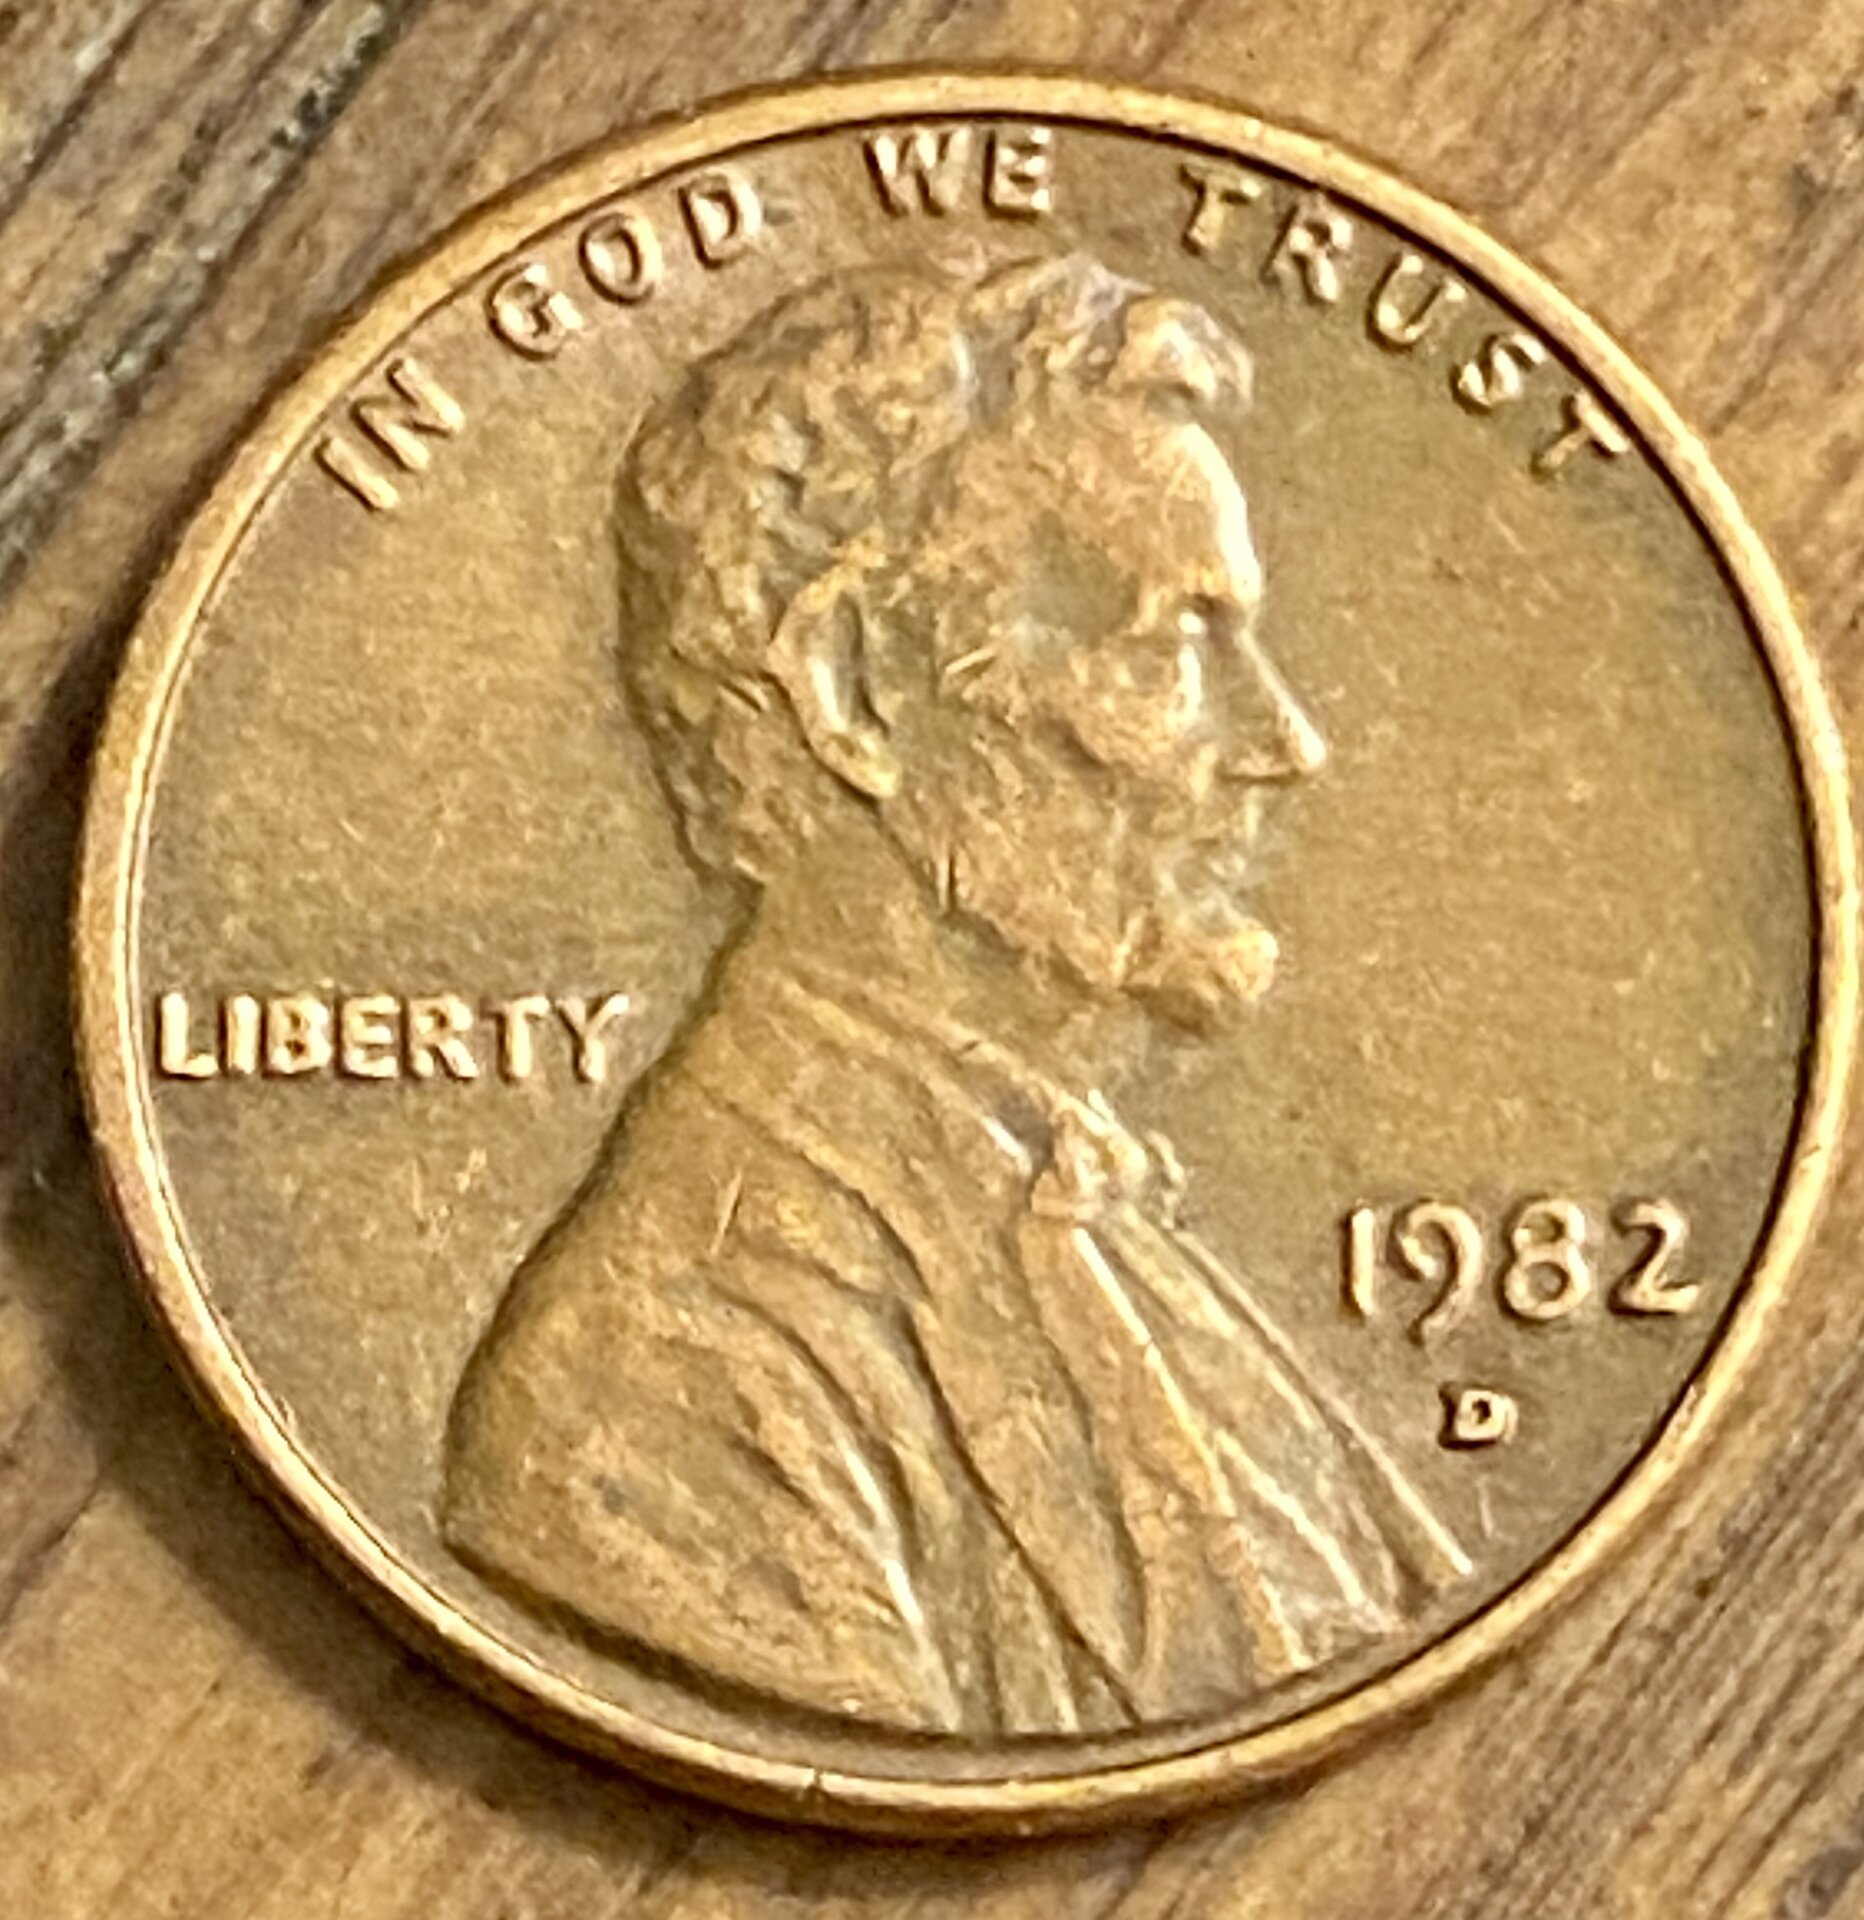 IN GOD WE TRUST
LIBERTY
1982
D